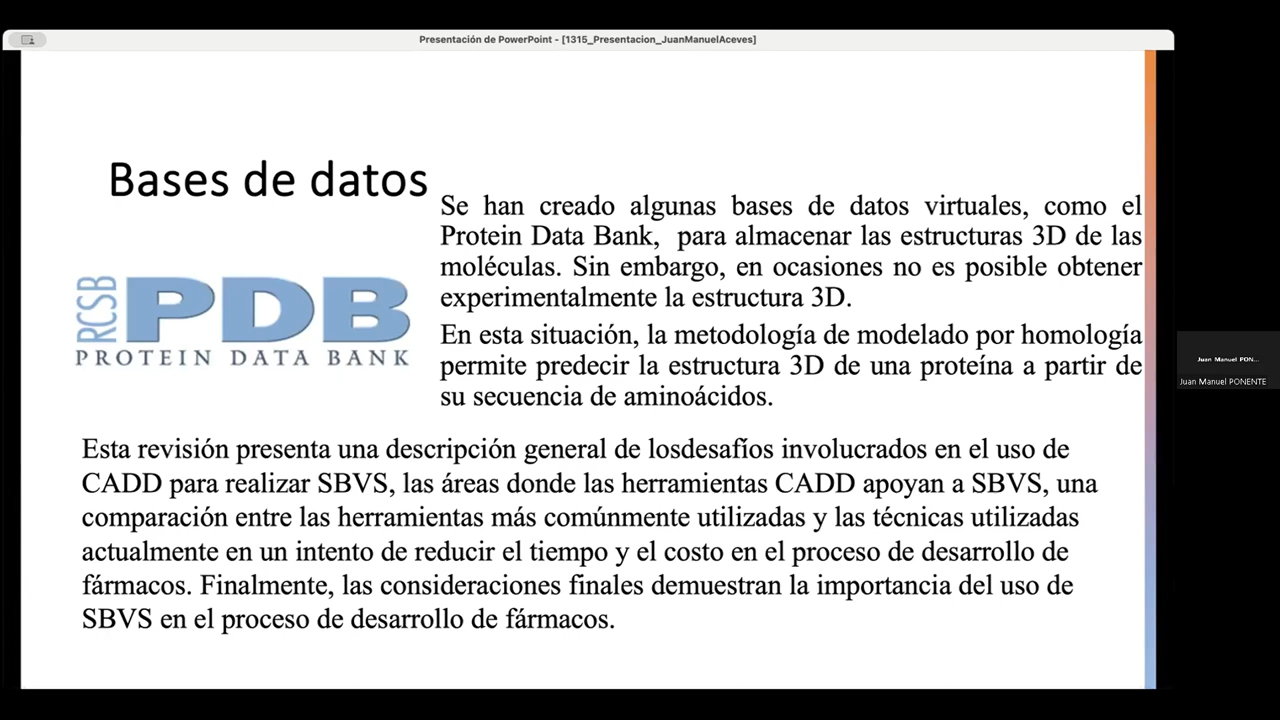 Presentación de PowerPoint - [1315_Presentacion_JuanManuelAceves]
Bases de datos
Se han creado algunas bases de datos virtuales, como el
Protein Data Bank, para almacenar las estructuras 3D de las
moléculas. Sin embargo, en ocasiones no es posible obtener
experimentalmente la estructura 3D.
En esta situación, la metodología de modelado por homología
permite predecir la estructura 3D de una proteína a partir de
su secuencia de aminoácidos.
RCSB
PDB
PROTEIN DATA BANK
Esta revisión presenta una descripción general de losdesafíos involucrados en el uso de
CADD para realizar SBVS, las áreas donde las herramientas CADD apoyan a SBVS, una
comparación entre las herramientas más comúnmente utilizadas y las técnicas utilizadas
actualmente en un intento de reducir el tiempo y el costo en el proceso de desarrollo de
fármacos. Finalmente, las consideraciones finales demuestran la importancia del uso de
SBVS en el proceso de desarrollo de fármacos.
Juan Manuel PON...
Juan Manuel PONENTE